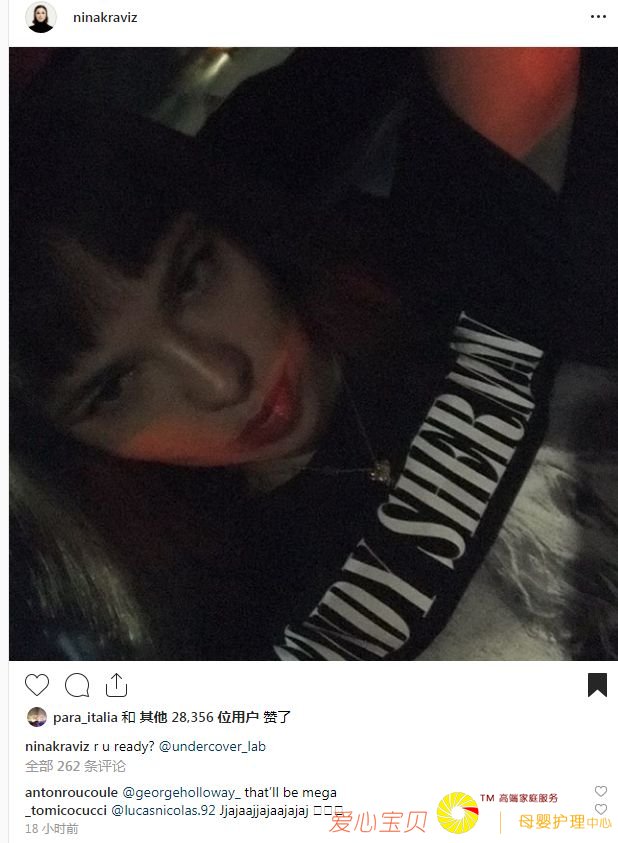 ninakraviz
NDY SHERMAN
para_italia 和 其他 28,356 位用户 赞了
ninakraviz r u ready? @undercover_lab
全部 262 条评论
antonroucoule @georgeholloway_ that'll be mega
_tomicocucci @lucasnicolas.92 Jjajaajjajaajajaj □□□
18 小时前
爱心宝贝
TM 高端家庭服务
母婴护理中心